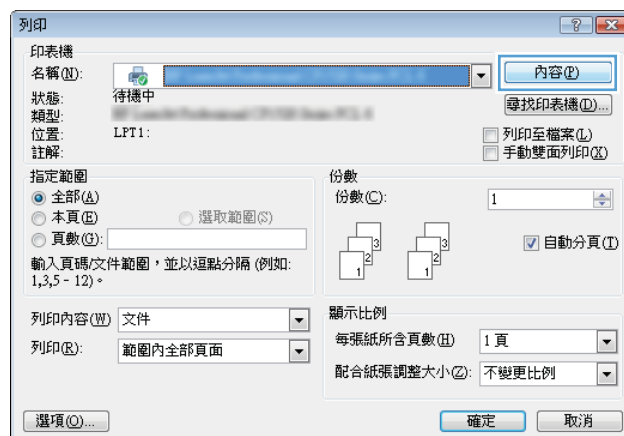 列印
印表機
名稱(N):
內容(P)
狀態: 待機中
尋找印表機(D)...
類型:
位置: LPT1:
列印至檔案(L)
註解:
手動雙面列印(X)
指定範圍
全部(A)
本頁(E) 選取範圍(S)
頁數(G):
輸入頁碼/文件範圍，並以逗點分隔 (例如:
1,3,5 - 12)。
份數
份數(C): 1
1 2 3 1 2 3
自動分頁(T)
列印內容(W) 文件
列印(R): 範圍內全部頁面
顯示比例
每張紙所含頁數(H) 1 頁
配合紙張調整大小(Z): 不變更比例
選項(O)... 確定 取消